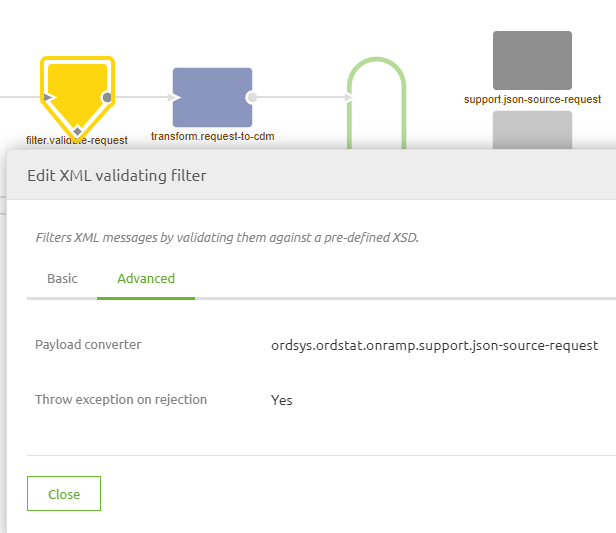 support.json-source-request
filter.validate-request
transform.request-to-cdm
Edit XML validating filter
Filters XML messages by validating them against a pre-defined XSD.
Basic Advanced
Payload converter ordsys.ordstat.onramp.support.json-source-request
Throw exception on rejection Yes
Close